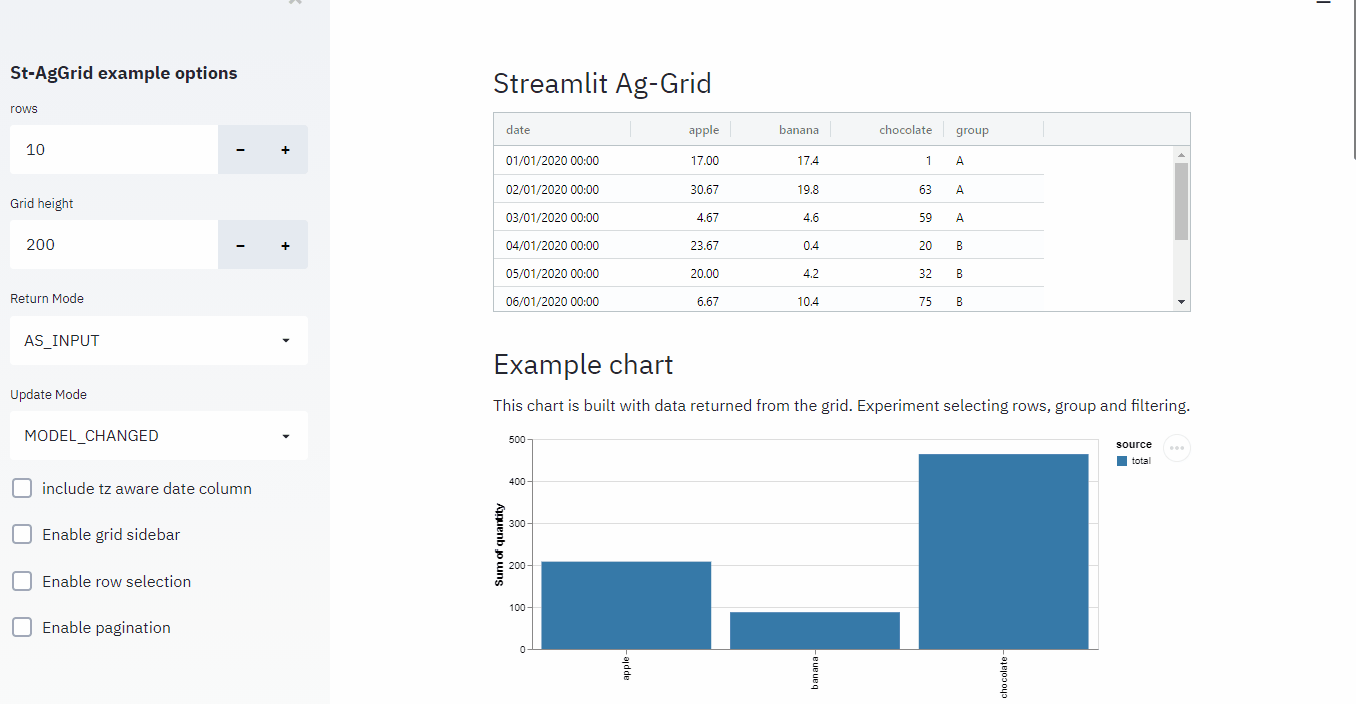 St-AgGrid example options
rows
10 - +
Grid height
200 - +
Return Mode
AS_INPUT
Update Mode
MODEL_CHANGED
include tz aware date column
Enable grid sidebar
Enable row selection
Enable pagination
Streamlit Ag-Grid
date apple banana chocolate group
01/01/2020 00:00 17.00 17.4 1 A
02/01/2020 00:00 30.67 19.8 63 A
03/01/2020 00:00 4.67 4.6 59 A
04/01/2020 00:00 23.67 0.4 20 B
05/01/2020 00:00 20.00 4.2 32 B
06/01/2020 00:00 6.67 10.4 75 B
Example chart
This chart is built with data returned from the grid. Experiment selecting rows, group and filtering.
Sum of quantity
500
400
300
200
100
0
apple
banana
chocolate
source
total